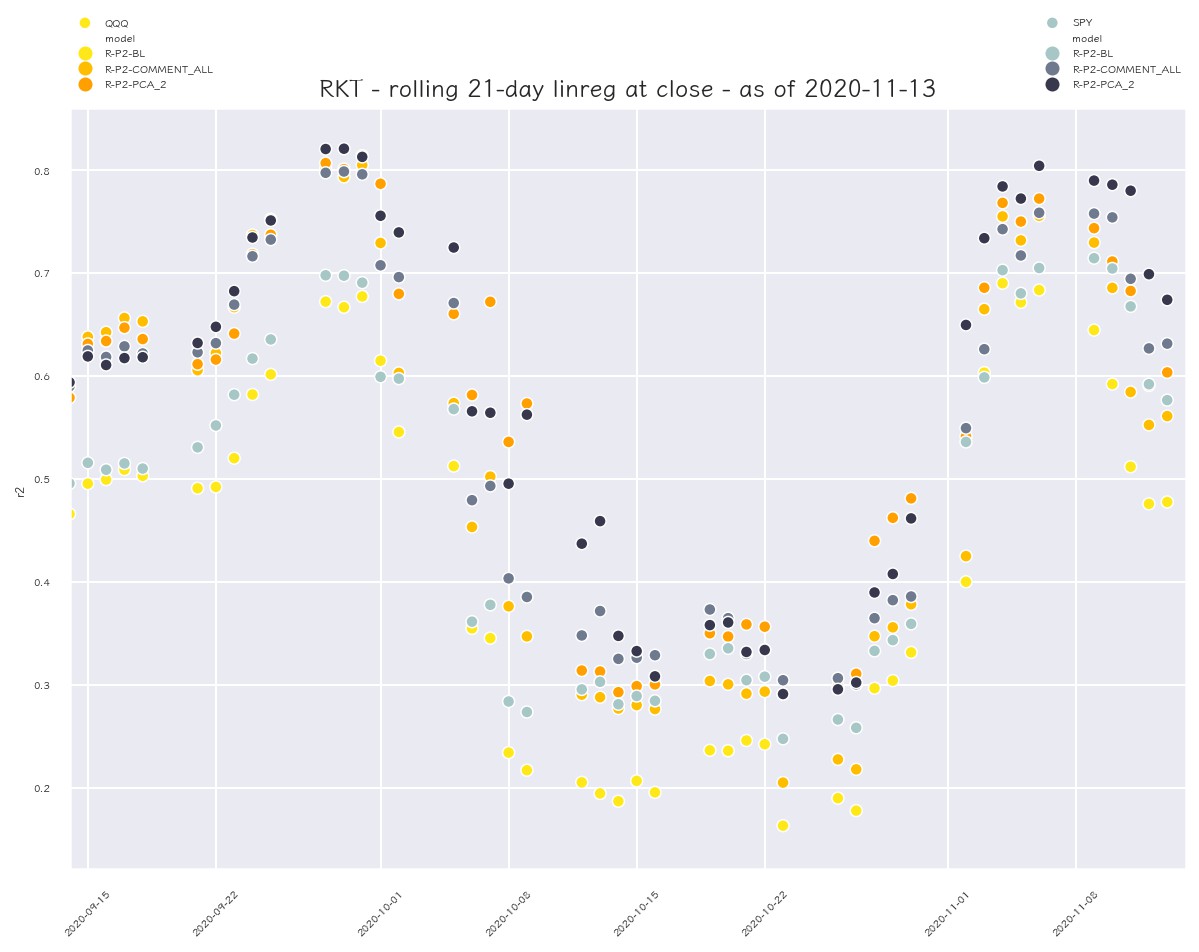 QQQ
model
R-P2-BL
R-P2-COMMENT_ALL
R-P2-PCA_2
SPY
model
R-P2-BL
R-P2-COMMENT_ALL
R-P2-PCA_2
RKT - rolling 21-day linreg at close - as of 2020-11-13
0.8
0.7
0.6
0.5
0.4
0.3
0.2
r2
2020-09-15
2020-09-22
2020-10-01
2020-10-08
2020-10-15
2020-10-22
2020-11-01
2020-11-08